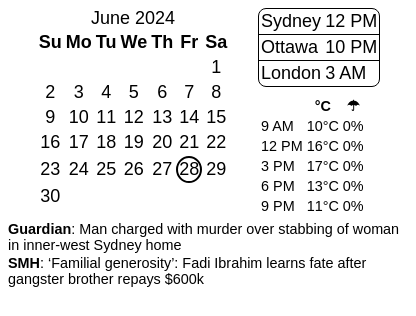 June 2024
Su Mo Tu We Th Fr Sa
1
2 3 4 5 6 7 8
9 10 11 12 13 14 15
16 17 18 19 20 21 22
23 24 25 26 27 28 29
30
Sydney 12 PM
Ottawa 10 PM
London 3 AM
°C ☂
9 AM 10°C 0%
12 PM 16°C 0%
3 PM 17°C 0%
6 PM 13°C 0%
9 PM 11°C 0%
Guardian: Man charged with murder over stabbing of woman
in inner-west Sydney home
SMH: ‘Familial generosity’: Fadi Ibrahim learns fate after
gangster brother repays $600k